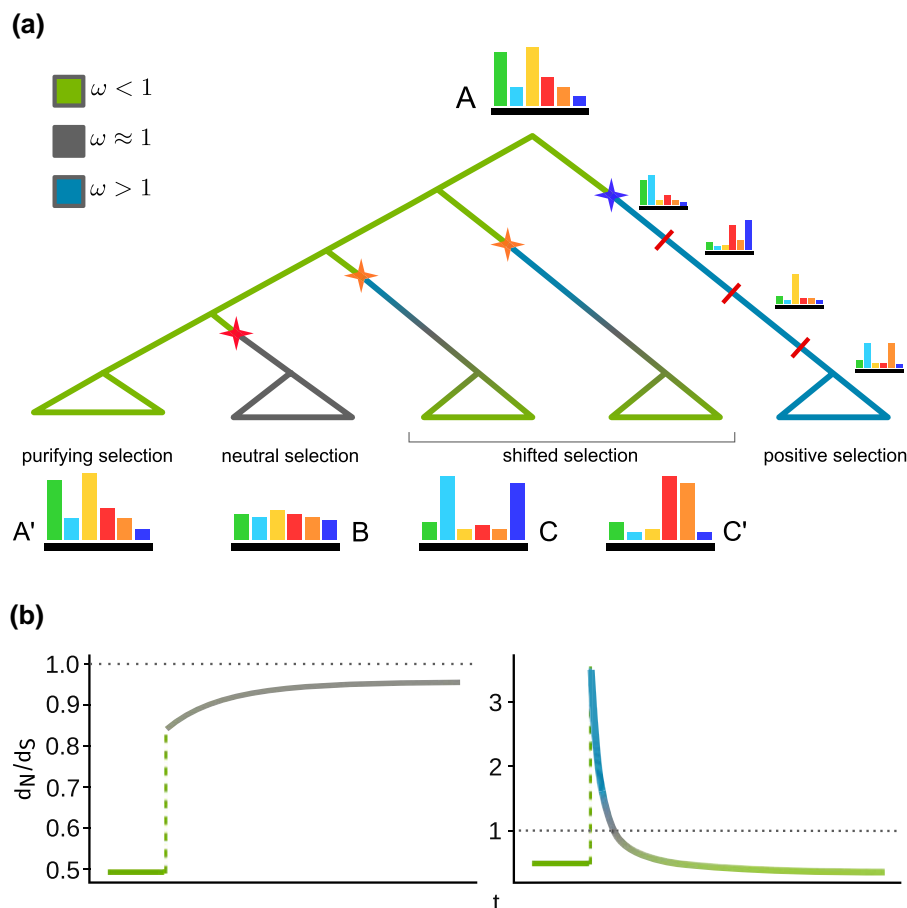 (a)
A
ω < 1
ω ≈ 1
ω > 1
purifying selection
neutral selection
shifted selection
positive selection
A'
B
C
C'
(b)
dN/dS
1.0
0.9
0.8
0.7
0.6
0.5
3
2
1
t